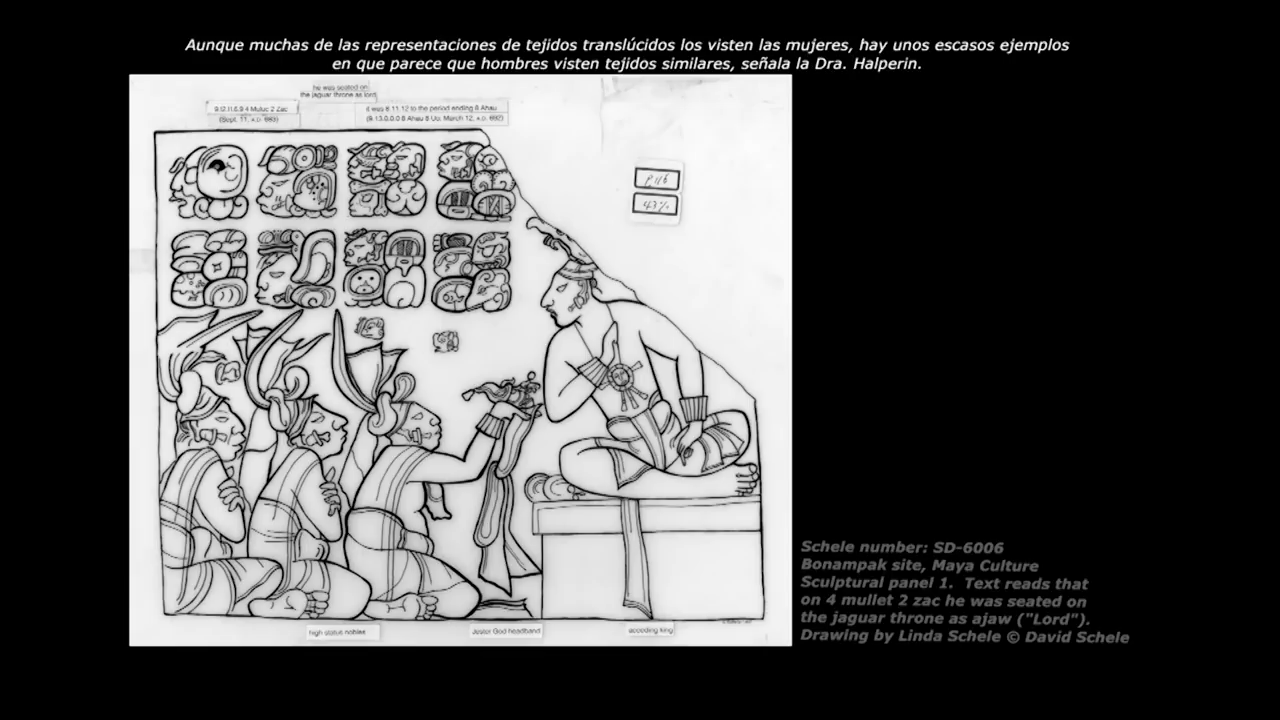 Aunque muchas de las representaciones de tejidos translúcidos los visten las mujeres, hay unos escasos ejemplos
en que parece que hombres visten tejidos similares, señala la Dra. Halperin.
he was seated on
the jaguar throne as lord
9.12.11.6.9 4 Muluc 2 Zac
(Sept. 11, A.D. 683)
it was 6.11.12 to the period ending 8 Ahau
(9.13.0.0.0 8 Ahau 8 Uo, March 12, A.D. 692)
P.116
43%
Schele number: SD-6006
Bonampak site, Maya Culture
Sculptural panel 1. Text reads that
on 4 mullet 2 zac he was seated on
the jaguar throne as ajaw ("Lord").
Drawing by Linda Schele © David Schele
high status nobles
Jester God headband
acceding king